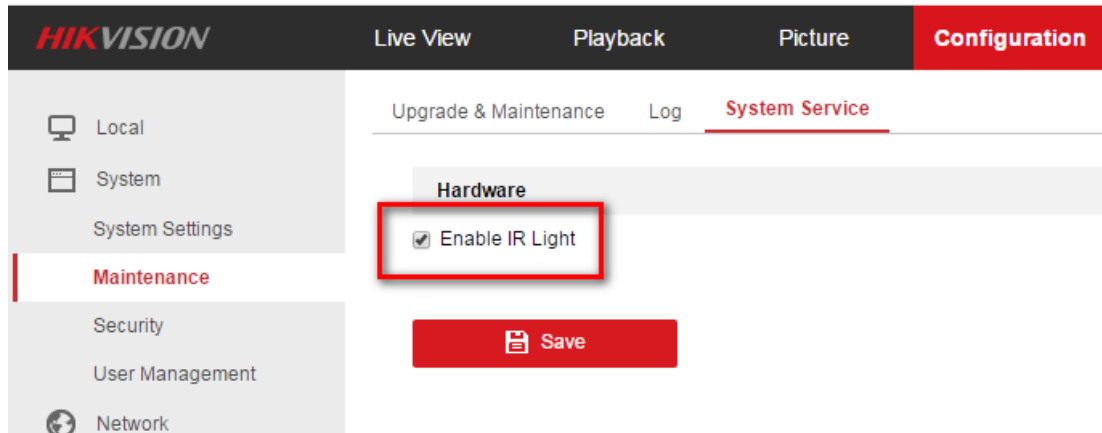 HIKVISION Live View Playback Picture Configuration
Upgrade & Maintenance Log System Service
Local
System
System Settings
Maintenance
Security
User Management
Network
Hardware
Enable IR Light
Save